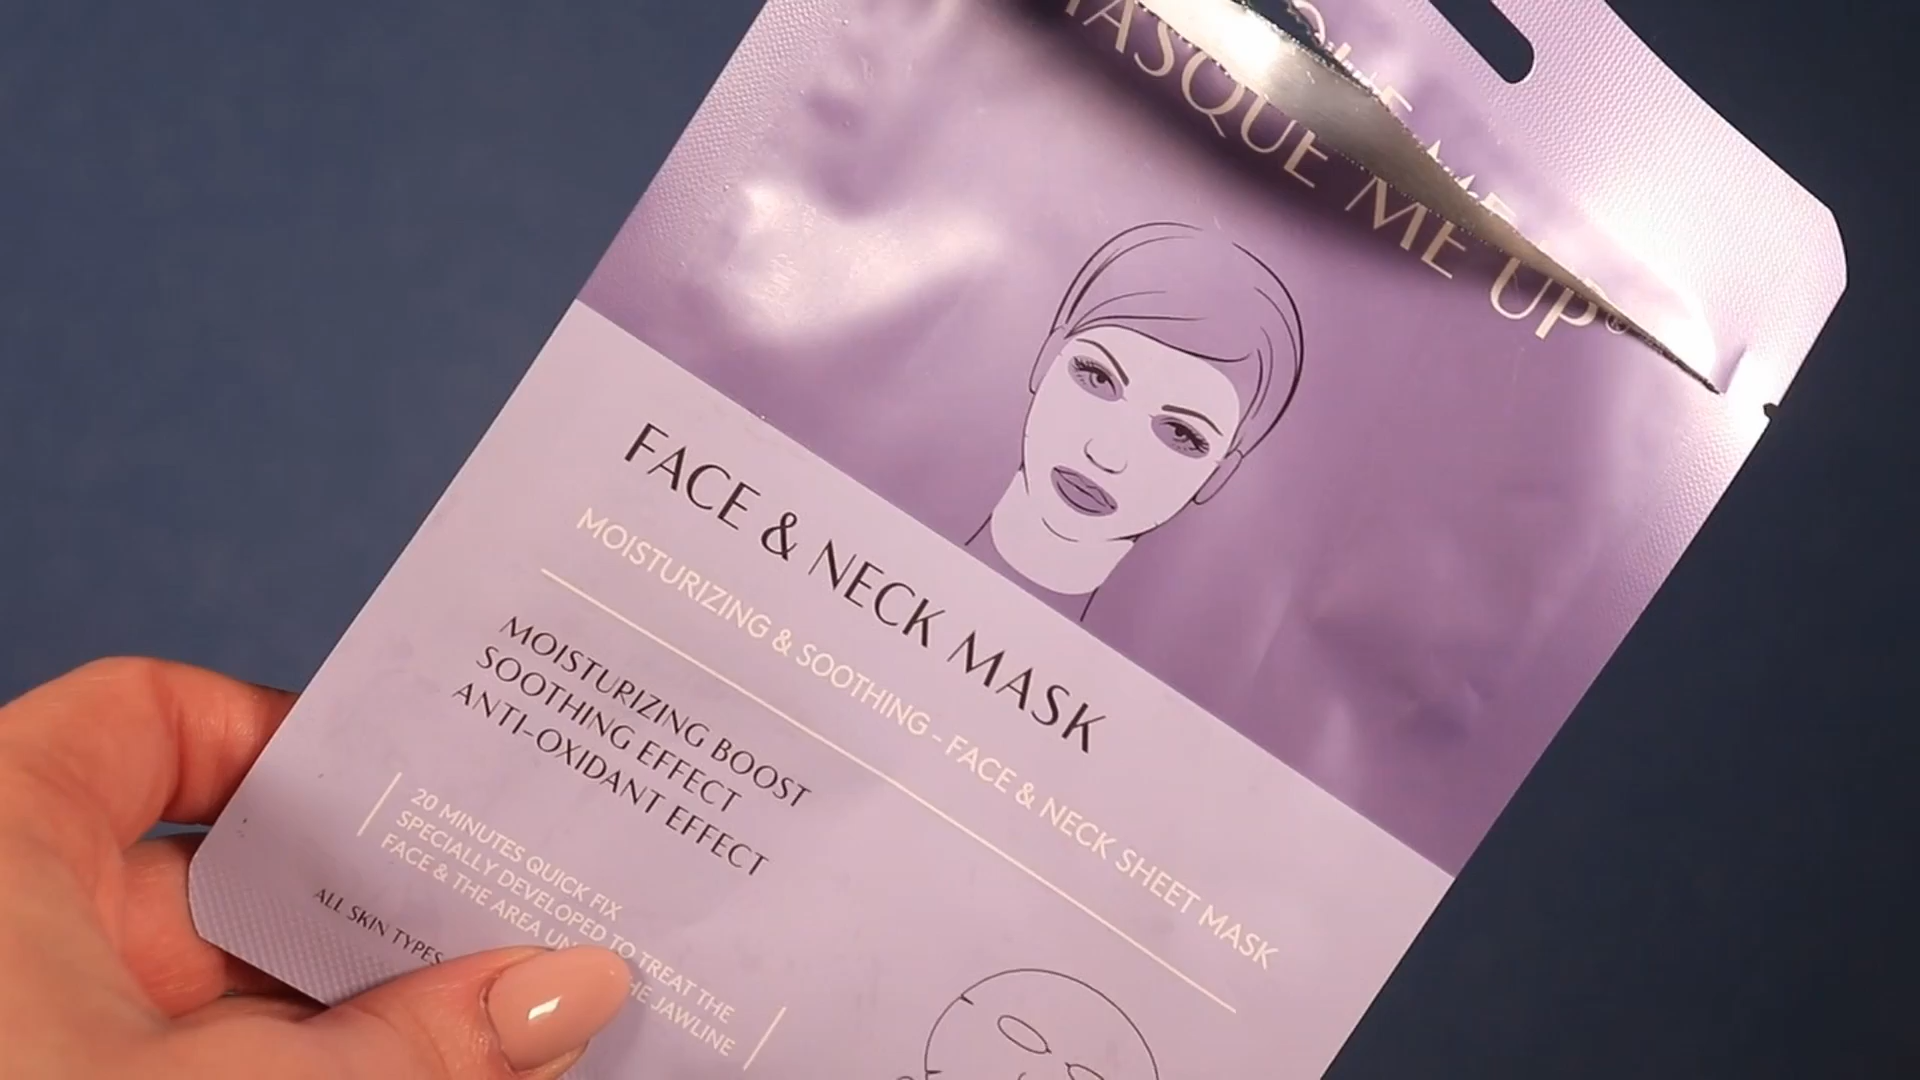 MASQUE ME UP®
FACE & NECK MASK
MOISTURIZING & SOOTHING - FACE & NECK SHEET MASK
MOISTURIZING BOOST
SOOTHING EFFECT
ANTI-OXIDANT EFFECT
20 MINUTES QUICK FIX
SPECIALLY DEVELOPED TO TREAT THE
FACE & THE AREA THE JAWLINE
ALL SKIN TYPES